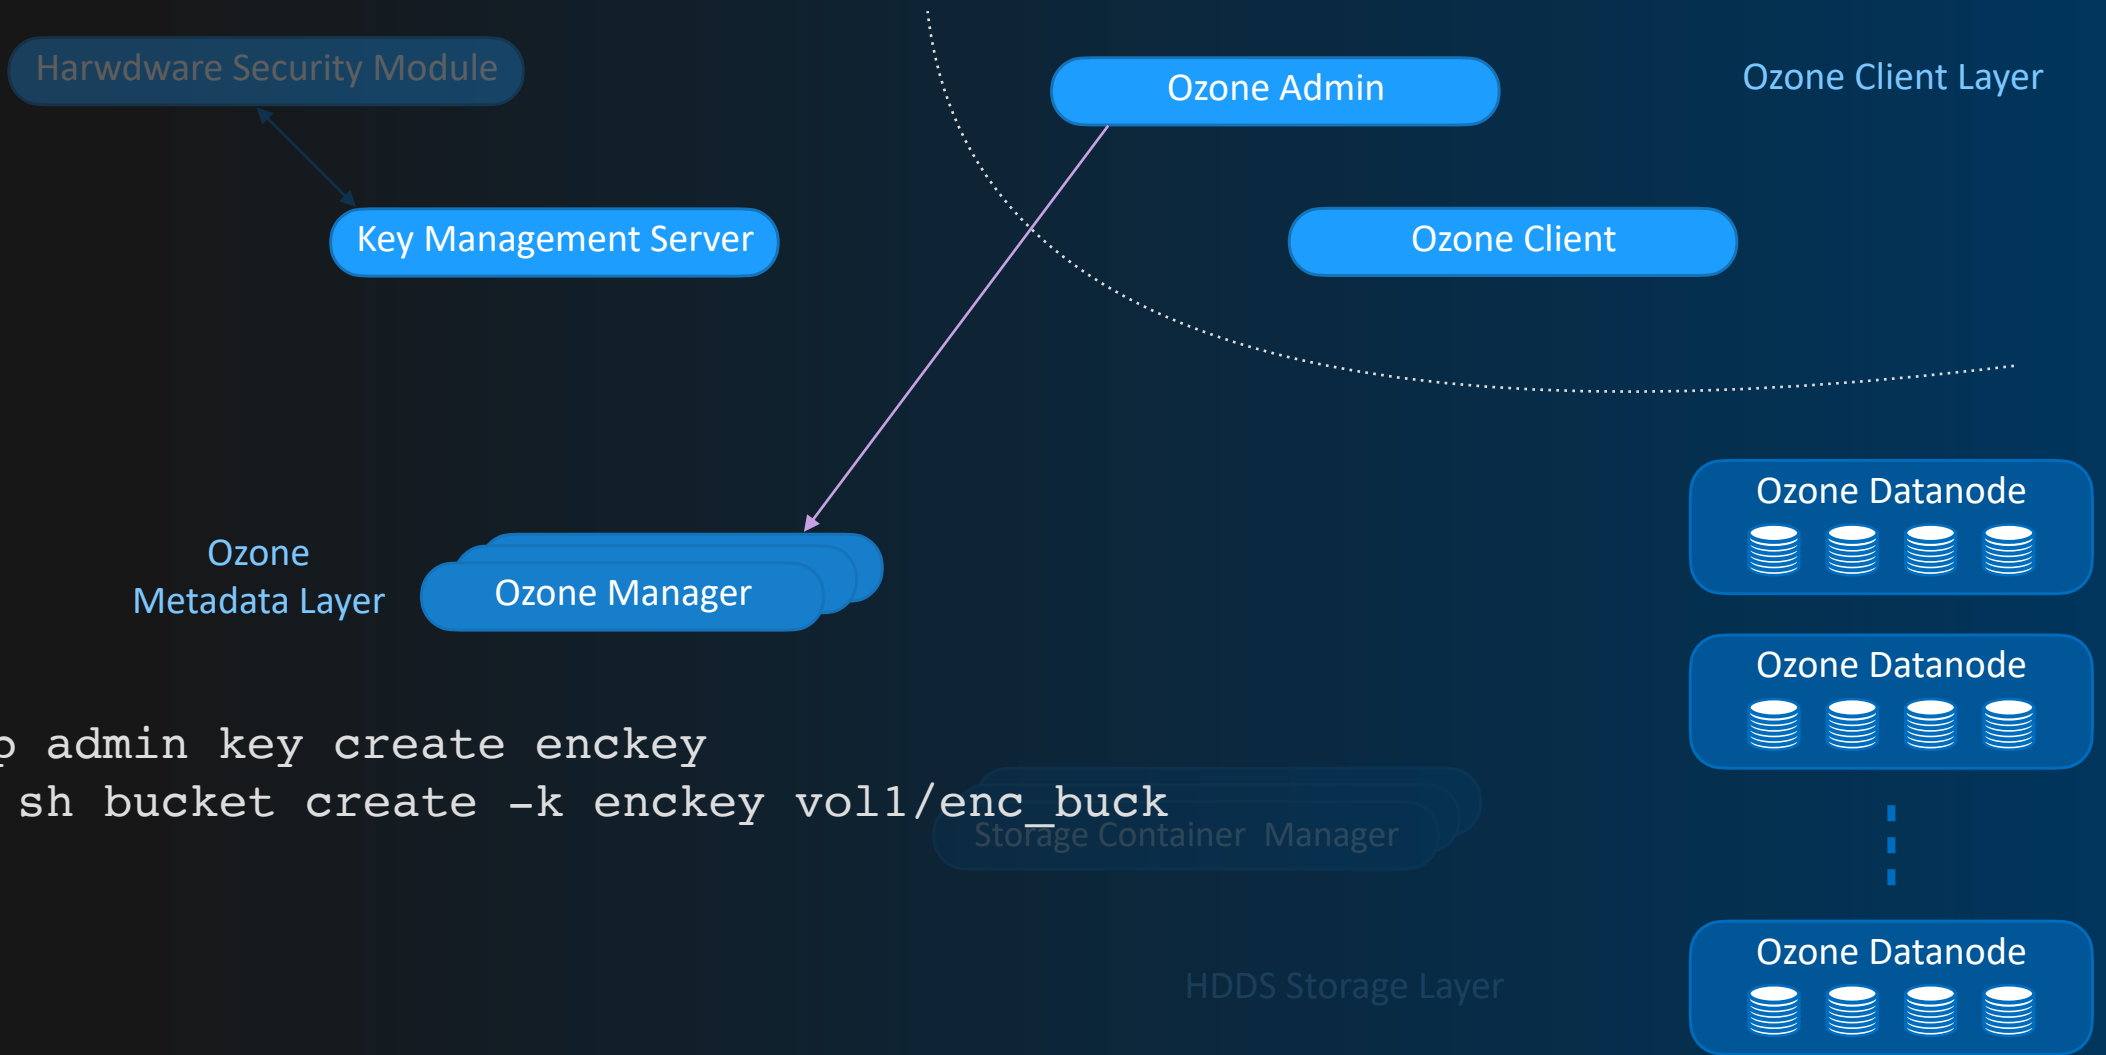 Harwdware Security Module
Ozone Admin
Ozone Client Layer
Key Management Server
Ozone Client
Ozone Datanode
Ozone
Metadata Layer
Ozone Manager
Ozone Datanode
p admin key create enckey
sh bucket create -k enckey vol1/enc_buck
Storage Container Manager
Ozone Datanode
HDDS Storage Layer